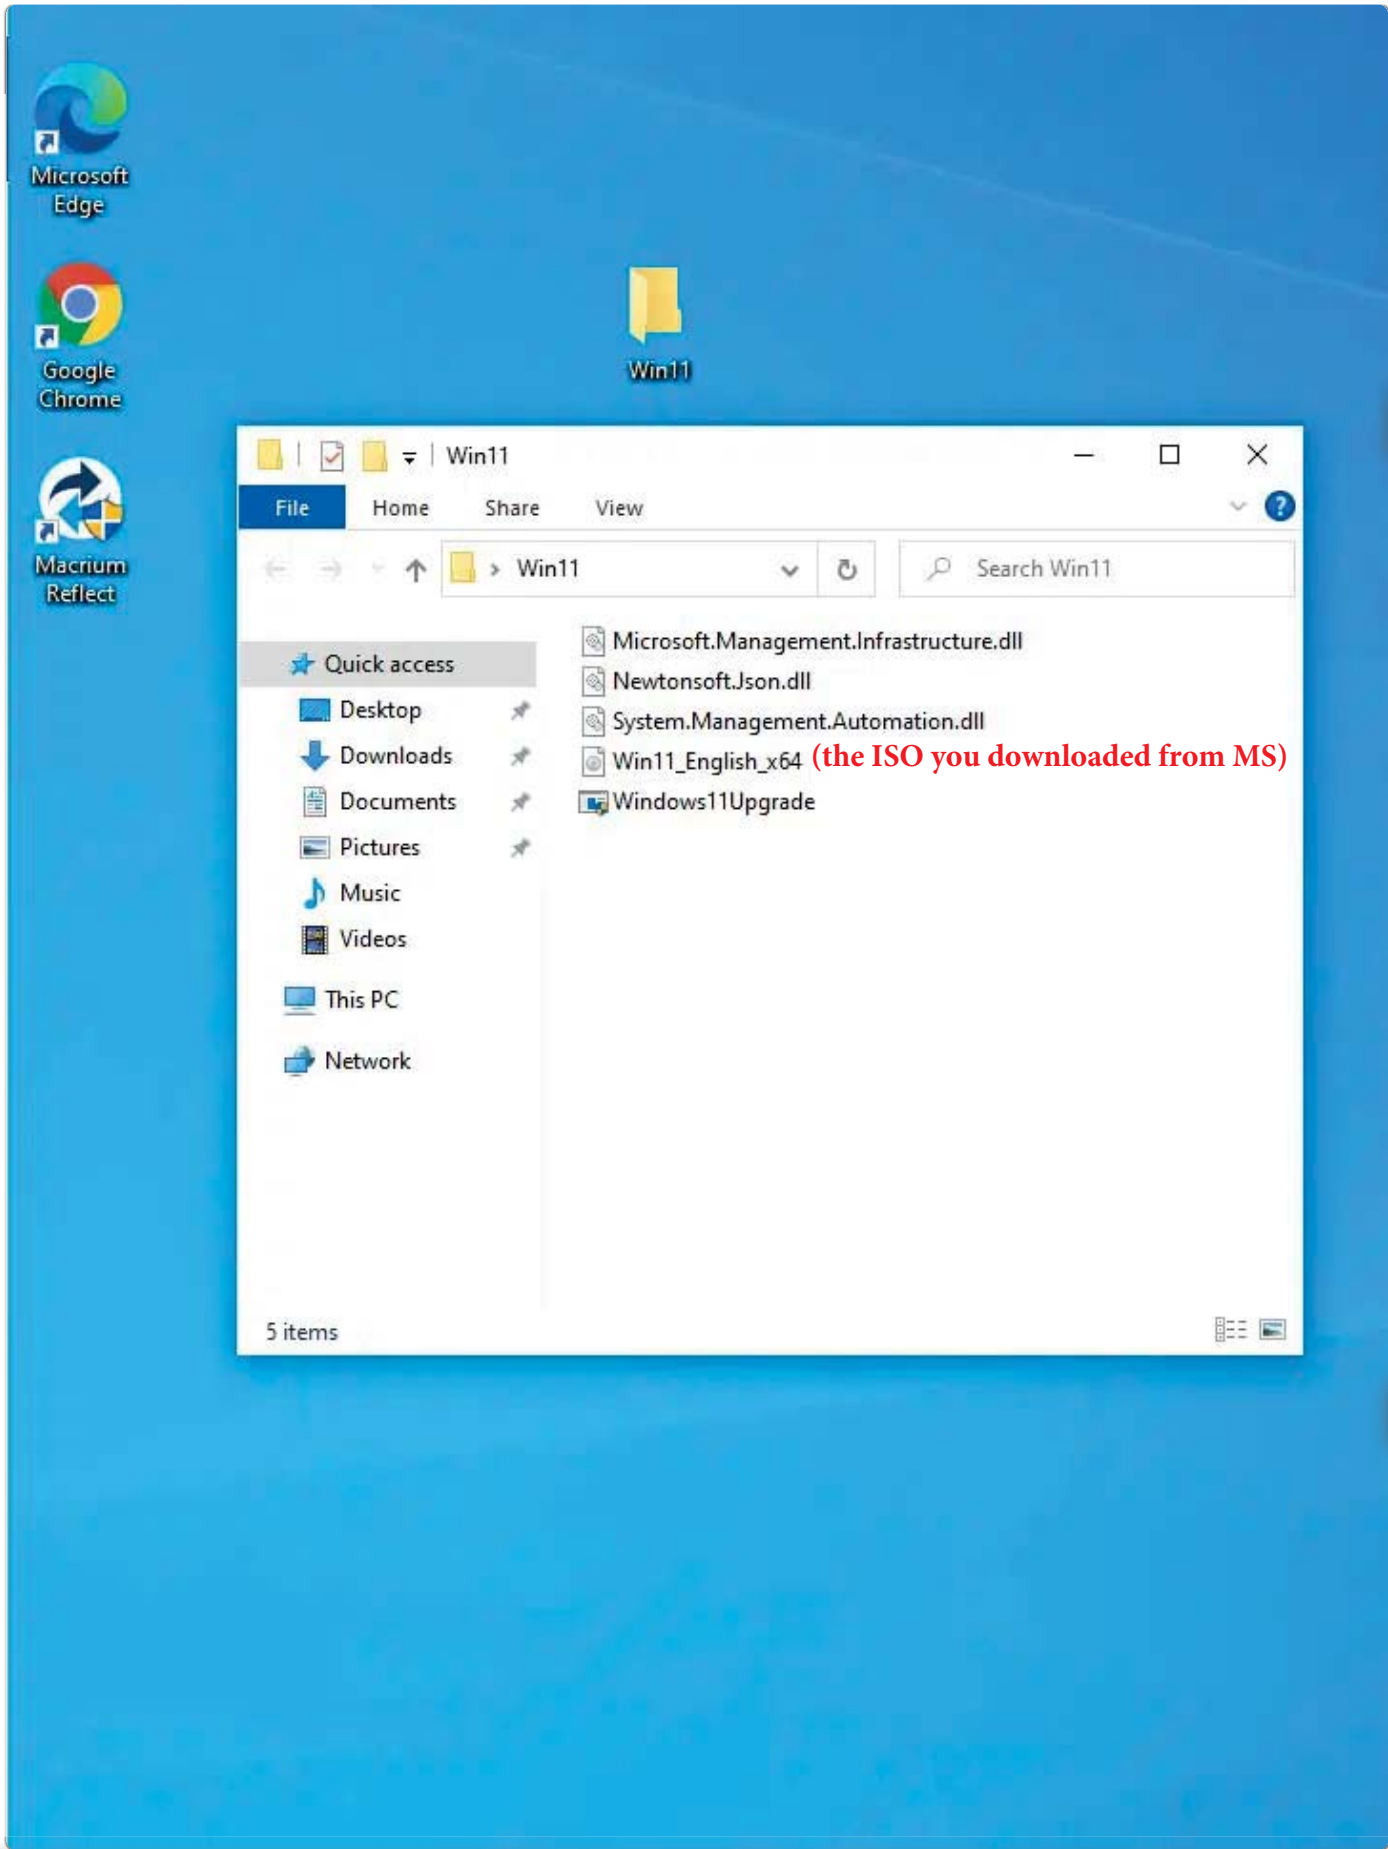 Microsoft
Edge
Google
Chrome
Macrium
Reflect
Win11
Win11
File
Home
Share
View
?
Win11
Search Win11
Quick access
Desktop
Downloads
Documents
Pictures
Music
Videos
This PC
Network
Microsoft.Management.Infrastructure.dll
Newtonsoft.Json.dll
System.Management.Automation.dll
Win11_English_x64 (the ISO you downloaded from MS)
Windows11Upgrade
5 items